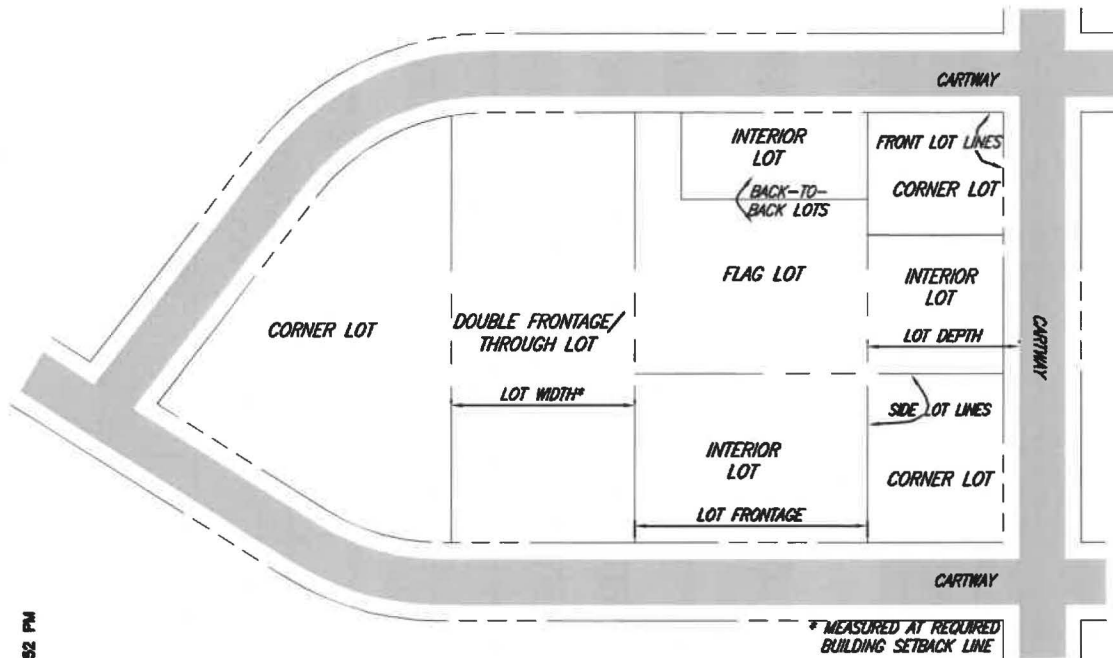 CARTWAY
INTERIOR
LOT
FRONT LOT LINES
BACK-TO-
BACK LOTS
CORNER LOT
FLAG LOT
INTERIOR
LOT
CORNER LOT
DOUBLE FRONTAGE/
THROUGH LOT
LOT DEPTH
CARTWAY
LOT WIDTH*
SIDE LOT LINES
INTERIOR
LOT
CORNER LOT
LOT FRONTAGE
CARTWAY
* MEASURED AT REQUIRED
BUILDING SETBACK LINE
52 PM